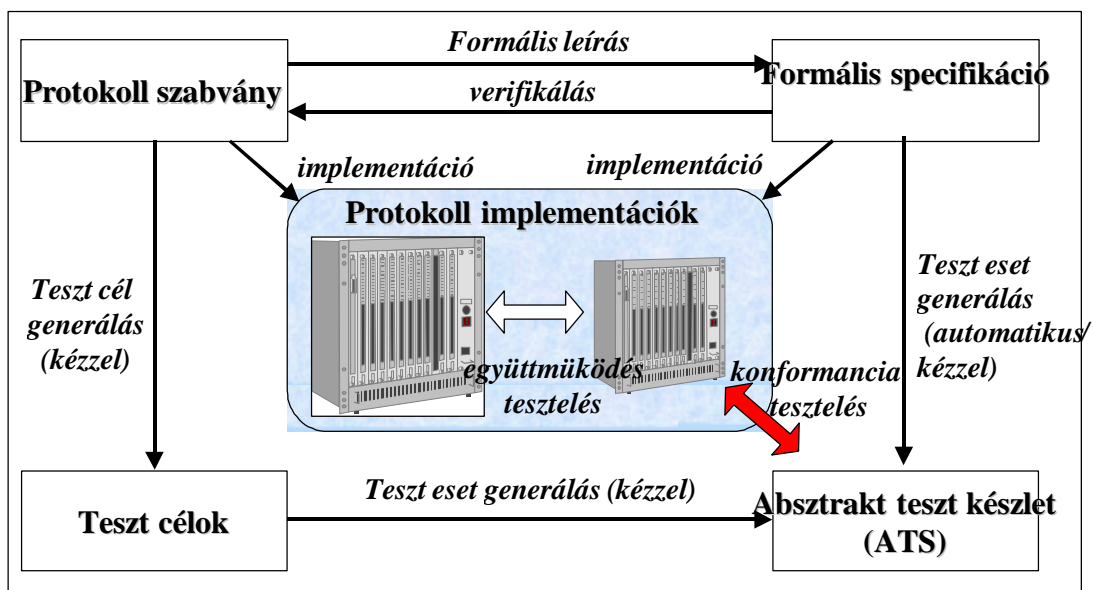 Formális leírás
Protokoll szabvány
Formális specifikáció
verifikálás
implementáció
implementáció
Protokoll implementációk
Teszt cél
generálás
(kézzel)
Teszt eset
generálás
(automatikus/
kézzel)
együttmüködés
tesztelés
konformancia
tesztelés
Teszt eset generálás (kézzel)
Teszt célok
Absztrakt teszt készlet
(ATS)